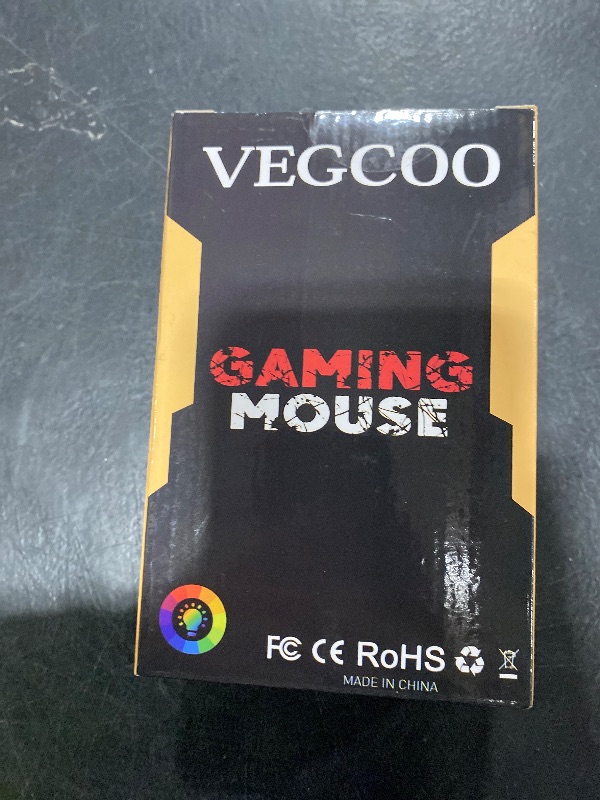 VEGCOO
GAMING
MOUSE
FC CE RoHS
MADE IN CHINA